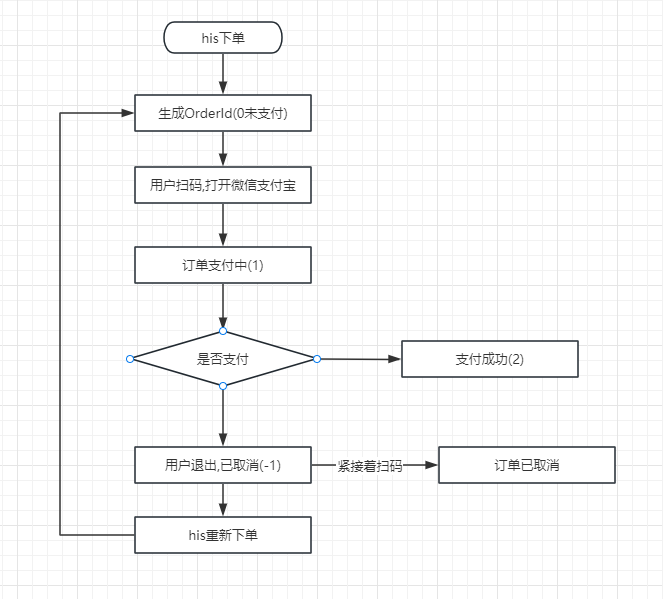 his下单
生成OrderId(0未支付)
用户扫码,打开微信支付宝
订单支付中(1)
是否支付
支付成功(2)
用户退出,已取消(-1)
紧接着扫码
订单已取消
his重新下单